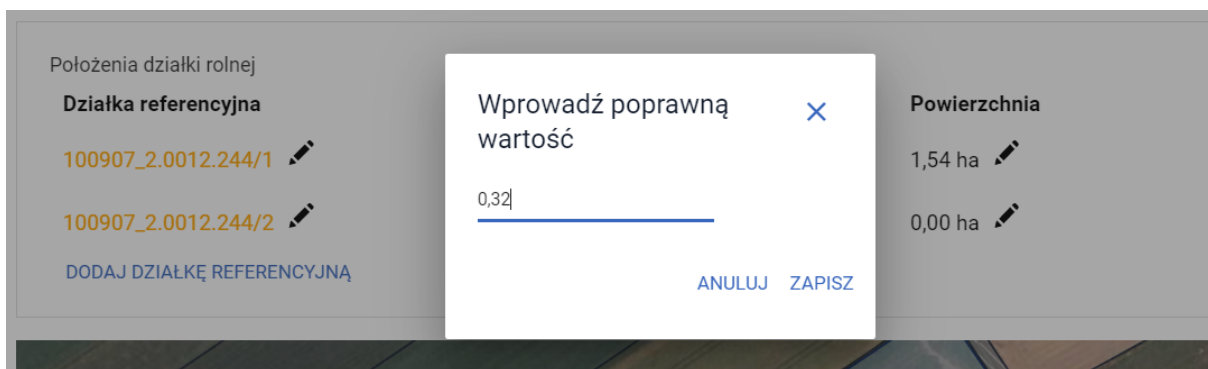 Położenia działki rolnej
Działka referencyjna
Powierzchnia
100907_2.0012.244/1
1,54 ha
100907_2.0012.244/2
0,00 ha
DODAJ DZIAŁKĘ REFERENCYJNĄ
Wprowadź poprawną
wartość
0,32
ANULUJ ZAPISZ